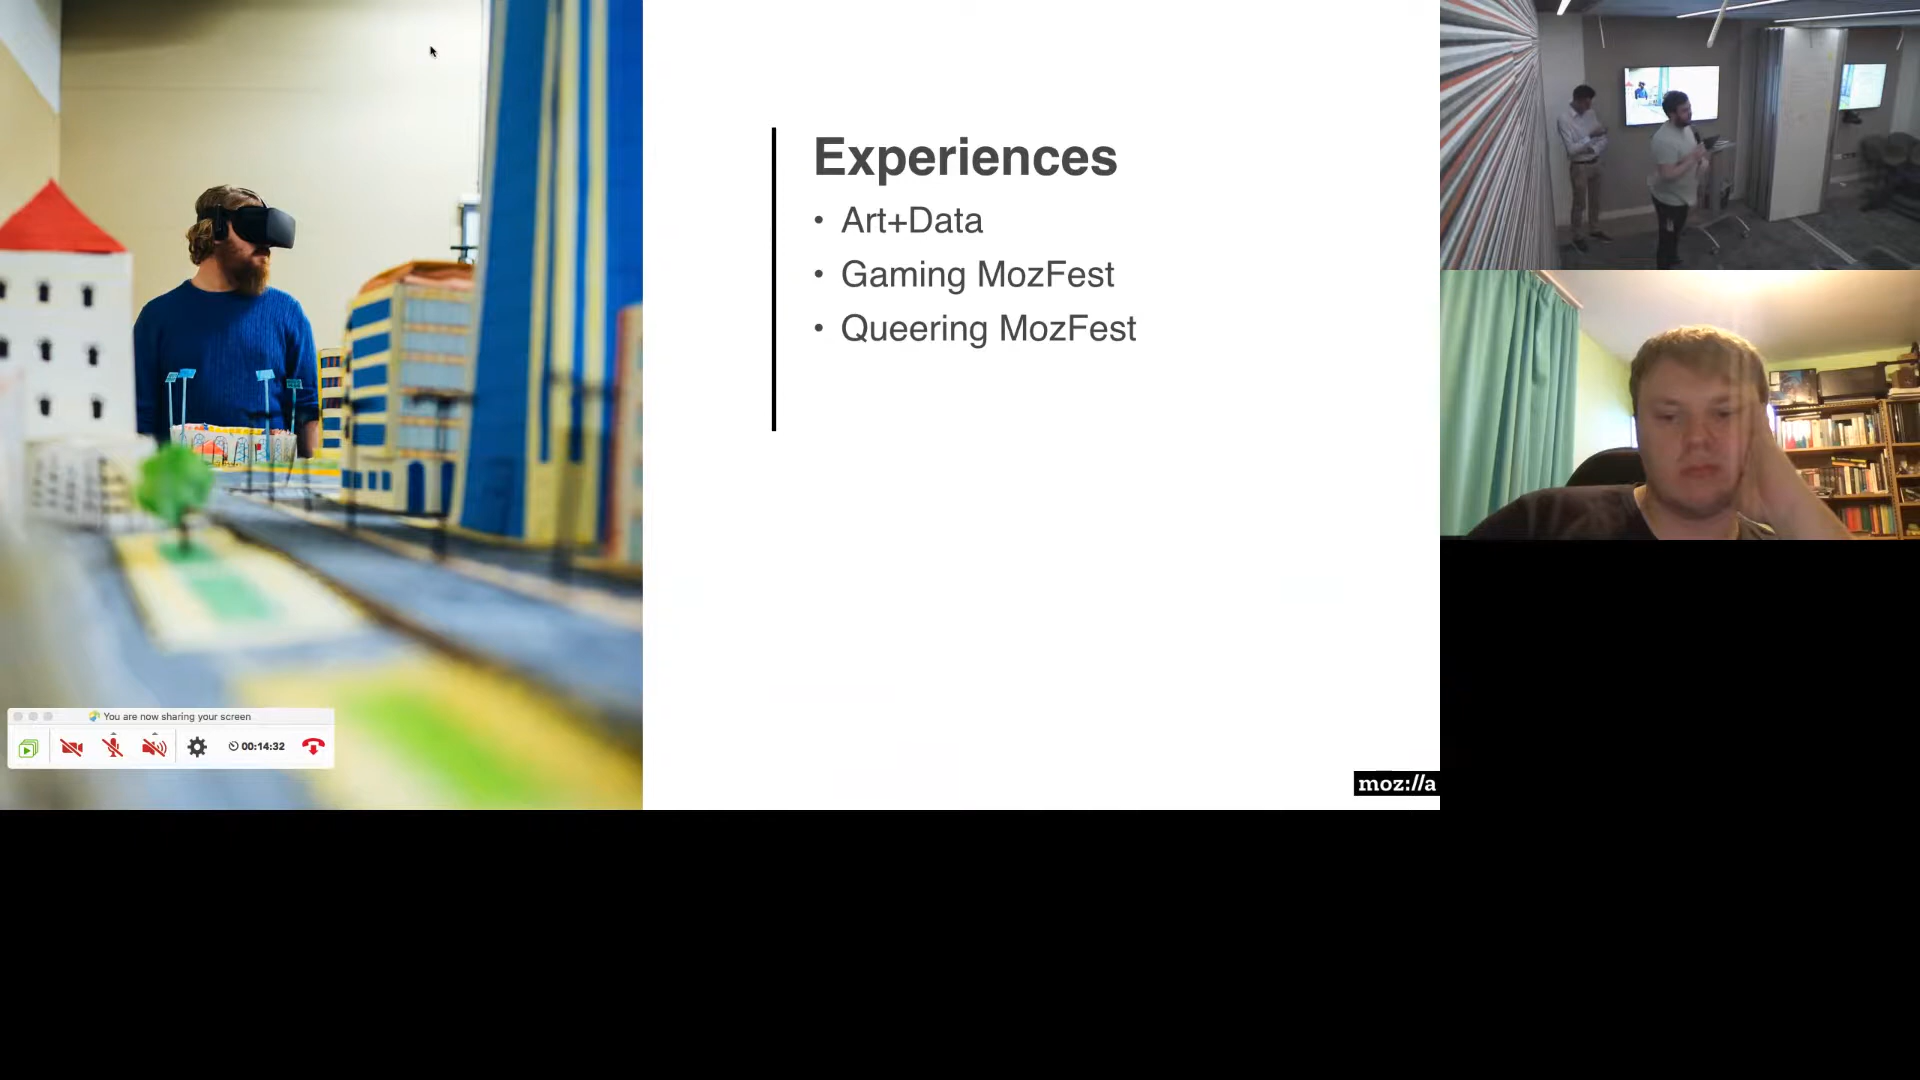 Experiences
• Art+Data
• Gaming MozFest
• Queering MozFest
You are now sharing your screen
00:14:32
moz://a